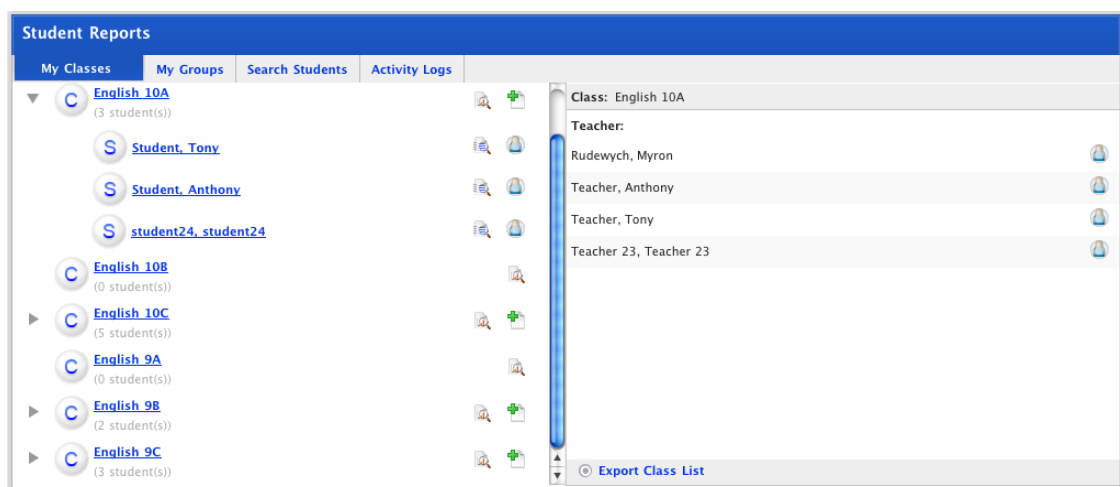 Student Reports
My Classes
My Groups
Search Students
Activity Logs
C
English 10A
(3 student(s))
S
Student, Tony
S
Student, Anthony
S
student24, student24
C
English 10B
(0 student(s))
C
English 10C
(5 student(s))
C
English 9A
(0 student(s))
C
English 9B
(2 student(s))
C
English 9C
(3 student(s))
Class: English 10A
Teacher:
Rudewych, Myron
Teacher, Anthony
Teacher, Tony
Teacher 23, Teacher 23
Export Class List